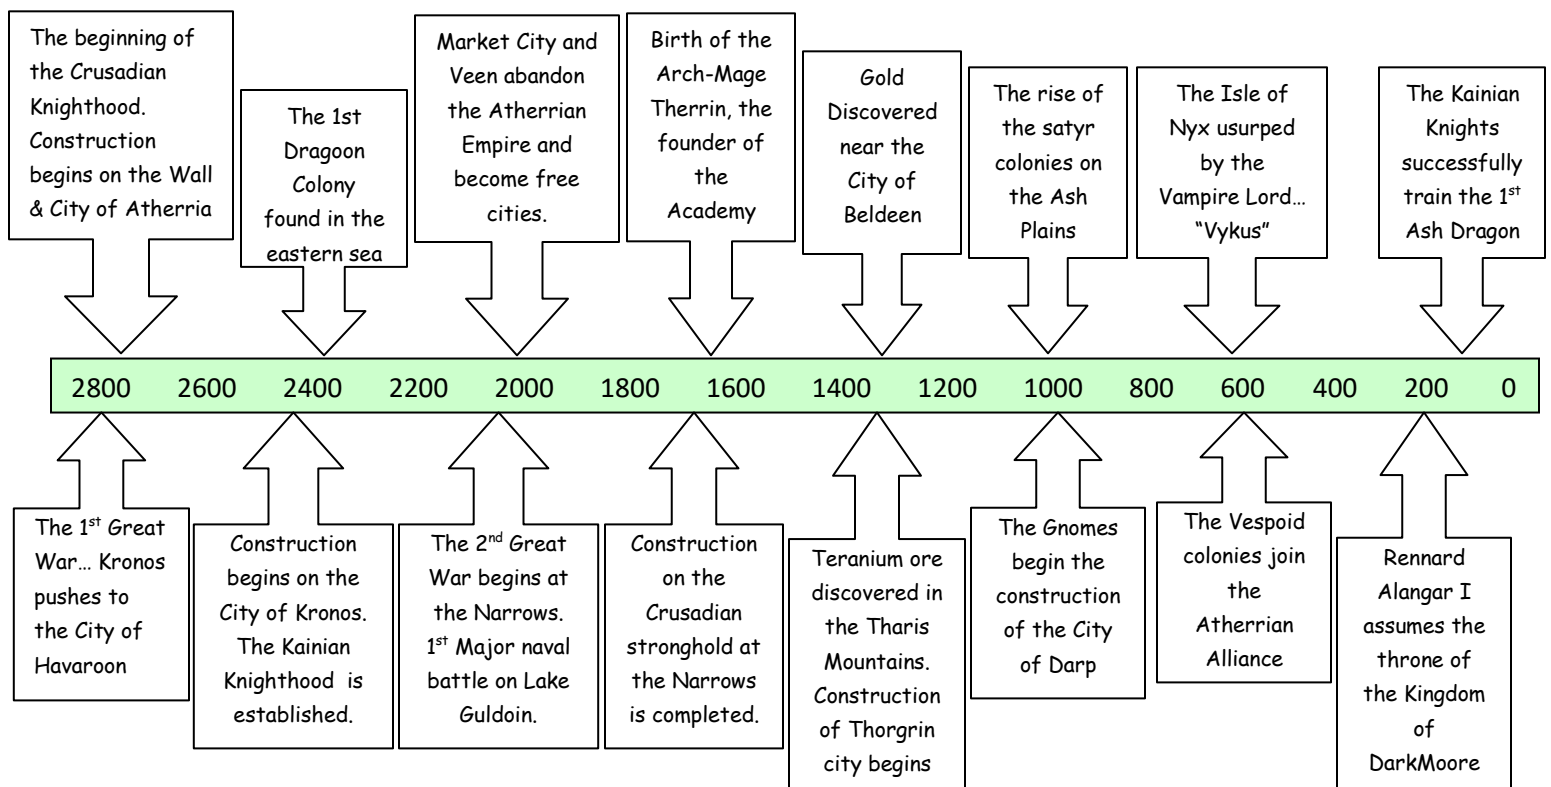 The beginning of
the Crusadian
Knighthood.
Construction
begins on the Wall
& City of Atherria
The 1st
Dragoon
Colony
found in the
eastern sea
Market City and
Veen abandon
the Atherrian
Empire and
become free
cities.
Birth of the
Arch-Mage
Therrin, the
founder of
the
Academy
Gold
Discovered
near the
City of
Beldeen
The rise of
the satyr
colonies on
the Ash
Plains
The Isle of
Nyx usurped
by the
Vampire Lord…
“Vykus”
The Kainian
Knights
successfully
train the 1st
Ash Dragon
2800 2600 2400 2200 2000 1800 1600 1400 1200 1000 800 600 400 200 0
The 1st Great
War… Kronos
pushes to
the City of
Havaroon
Construction
begins on the
City of Kronos.
The Kainian
Knighthood is
established.
The 2nd Great
War begins at
the Narrows.
1st Major naval
battle on Lake
Guldoin.
Construction
on the
Crusadian
stronghold at
the Narrows
is completed.
Teranium ore
discovered in
the Tharis
Mountains.
Construction
of Thorgrin
city begins
The Gnomes
begin the
construction
of the City
of Darp
The Vespoid
colonies join
the
Atherrian
Alliance
Rennard
Alangar I
assumes the
throne of
the Kingdom
of
DarkMoore